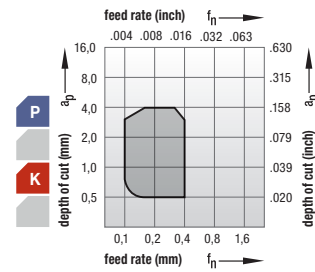 feed rate (inch) fn
.004 .008 .016 .032 .063
16,0 .630
8,0 .315
ap an
P 4,0 .158
2,0 .079
K 1,0 .039
0,5 .020
depth of cut (mm)
depth of cut (inch)
0,1 0,2 0,4 0,8 1,6
feed rate (mm) fn